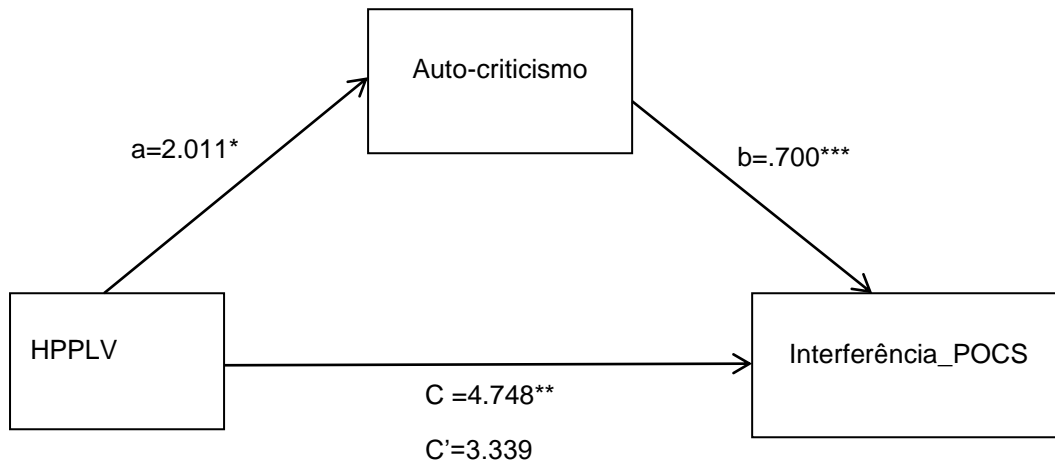 Auto-criticismo
a=2.011*
b=.700***
HPPLV
Interferência_POCS
C =4.748**
C’=3.339